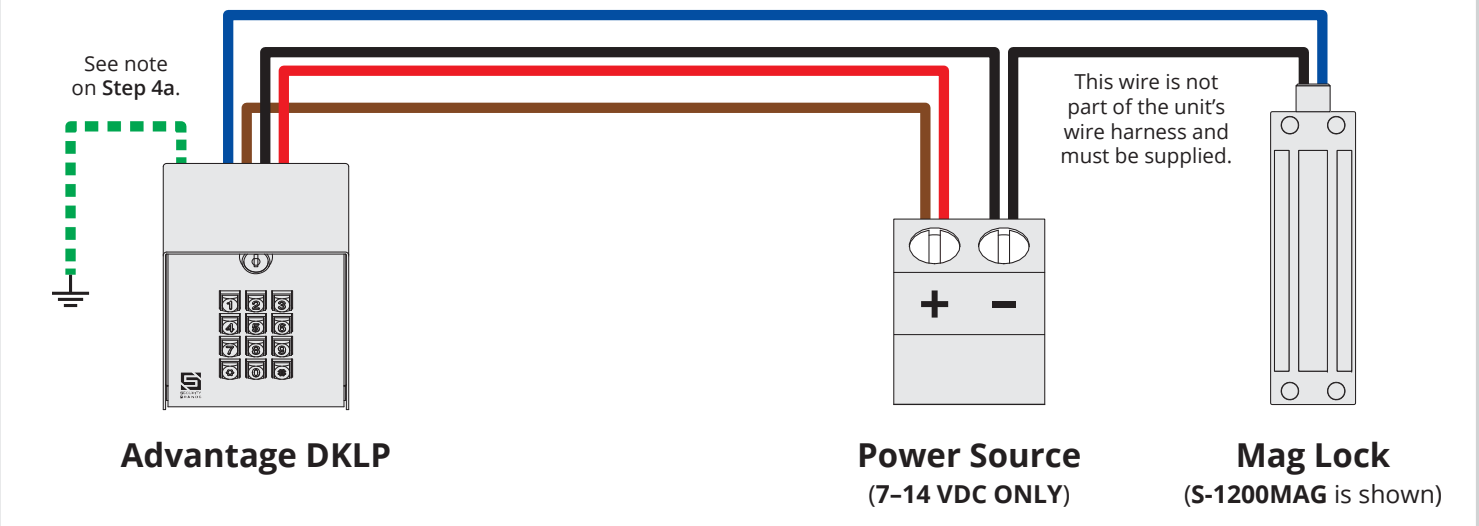 See note
on Step 4a.
This wire is not
part of the unit's
wire harness and
must be supplied.
1 2 3
4 5 6
7 8 9
0
SECURITY
BRANDS
+ −
Advantage DKLP
Power Source
(7–14 VDC ONLY)
Mag Lock
(S-1200MAG is shown)